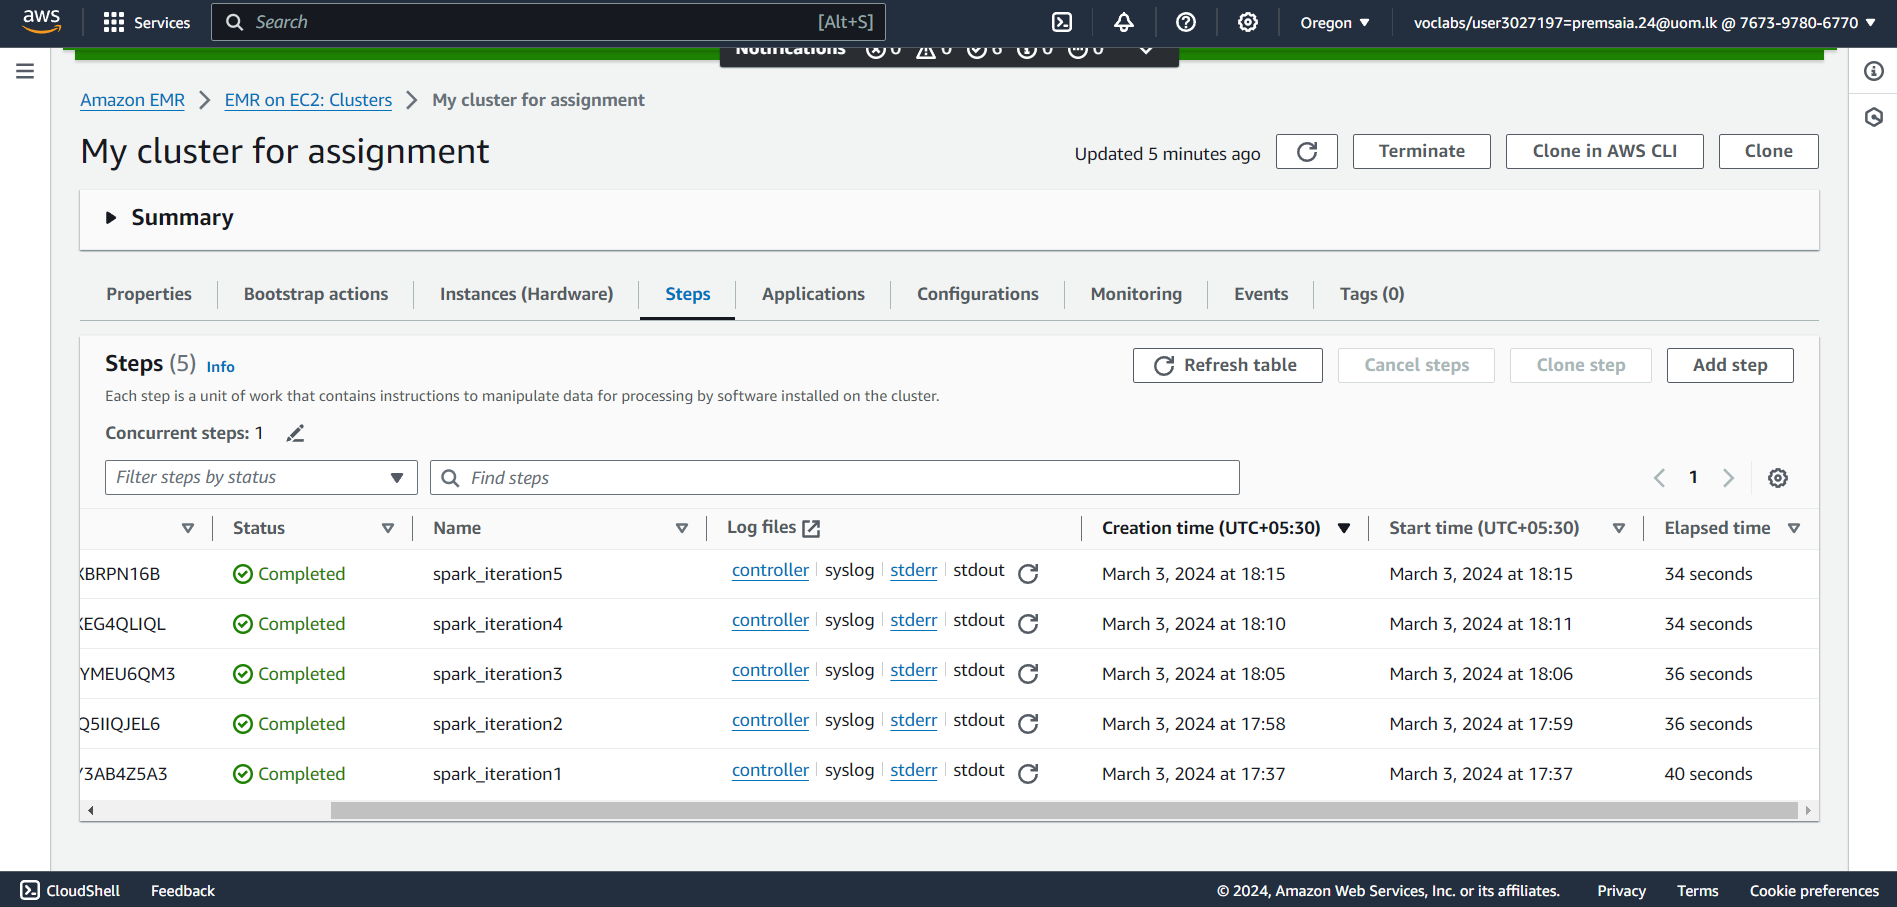 aws Services Search [Alt+S] Oregon voclabs/user3027197=premsaia.24@uom.lk @ 7673-9780-6770
Notifications 0 0 6 0 0
Amazon EMR EMR on EC2: Clusters My cluster for assignment
My cluster for assignment Updated 5 minutes ago Terminate Clone in AWS CLI Clone
Summary
Properties Bootstrap actions Instances (Hardware) Steps Applications Configurations Monitoring Events Tags (0)
Steps (5) Info Refresh table Cancel steps Clone step Add step
Each step is a unit of work that contains instructions to manipulate data for processing by software installed on the cluster.
Concurrent steps: 1
Filter steps by status Find steps 1
Status Name Log files Creation time (UTC+05:30) Start time (UTC+05:30) Elapsed time
XBRPN16B Completed spark_iteration5 controller syslog stderr stdout March 3, 2024 at 18:15 March 3, 2024 at 18:15 34 seconds
XEG4QLIQL Completed spark_iteration4 controller syslog stderr stdout March 3, 2024 at 18:10 March 3, 2024 at 18:11 34 seconds
YMEU6QM3 Completed spark_iteration3 controller syslog stderr stdout March 3, 2024 at 18:05 March 3, 2024 at 18:06 36 seconds
Q5IIQJEL6 Completed spark_iteration2 controller syslog stderr stdout March 3, 2024 at 17:58 March 3, 2024 at 17:59 36 seconds
Y3AB4Z5A3 Completed spark_iteration1 controller syslog stderr stdout March 3, 2024 at 17:37 March 3, 2024 at 17:37 40 seconds
CloudShell Feedback © 2024, Amazon Web Services, Inc. or its affiliates. Privacy Terms Cookie preferences